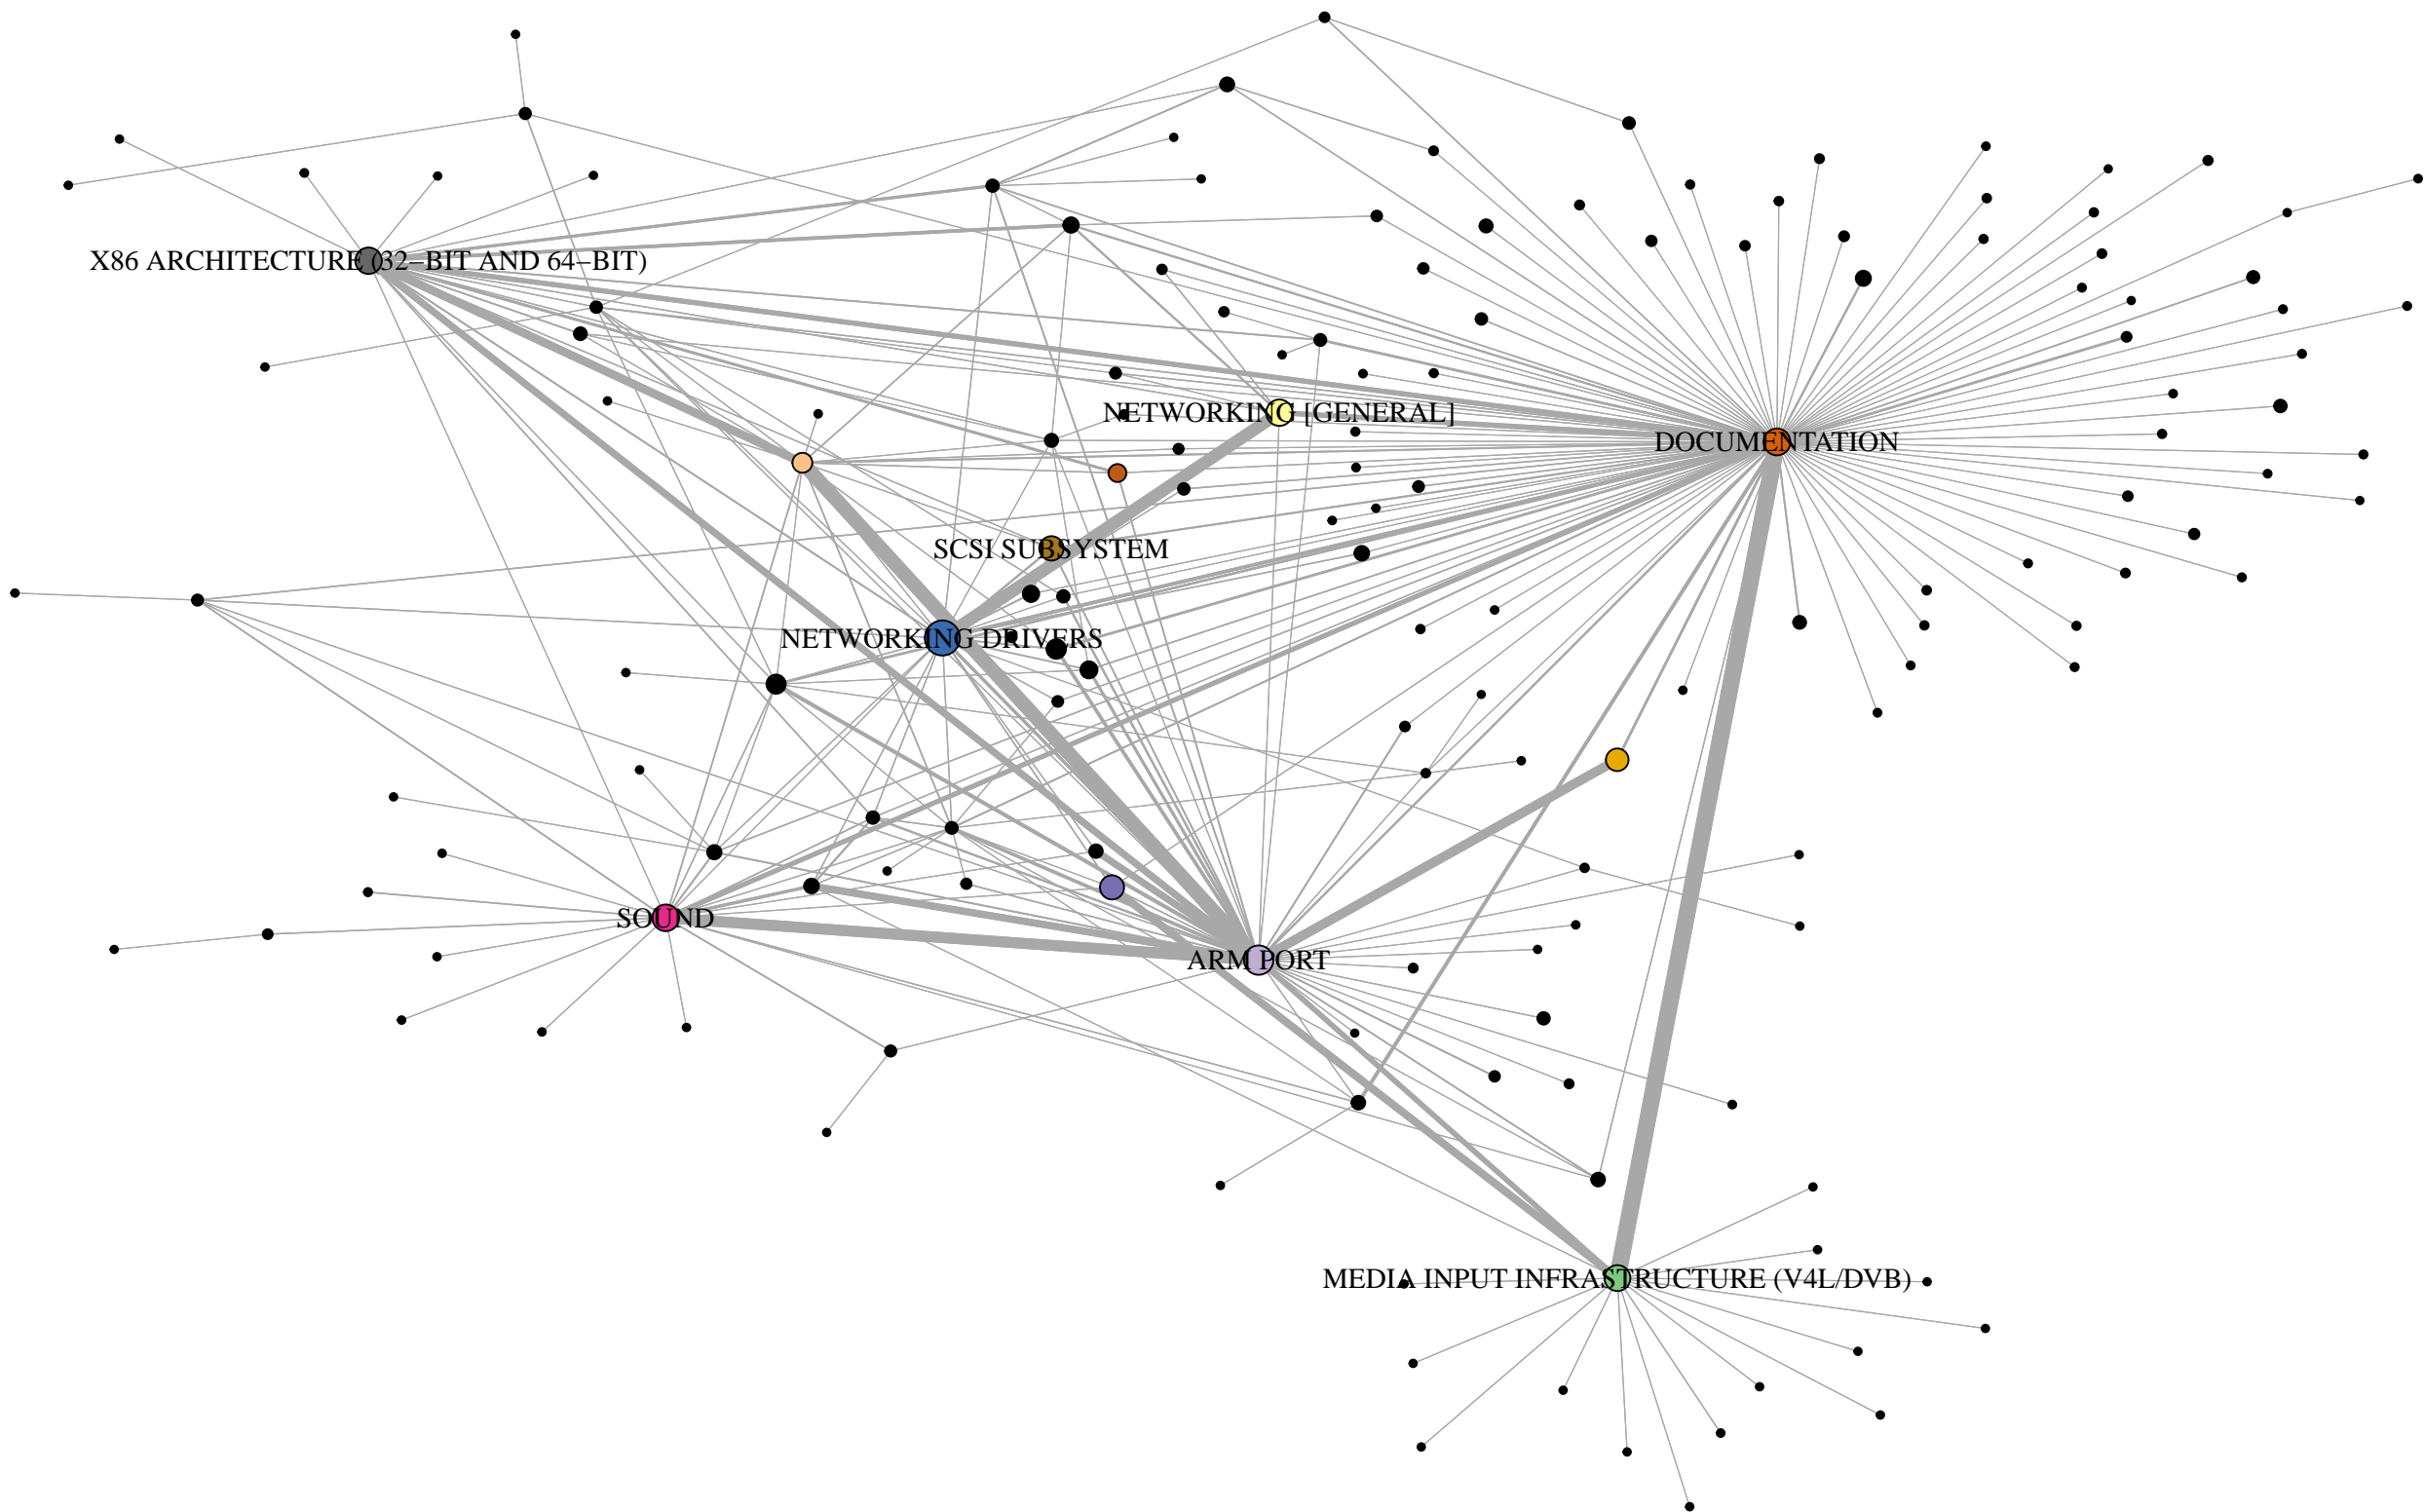 X86 ARCHITECTURE (32−BIT AND 64−BIT)
NETWORKING [GENERAL]
DOCUMENTATION
SCSI SUBSYSTEM
NETWORKING DRIVERS
SOUND
ARM PORT
MEDIA INPUT INFRASTRUCTURE (V4L/DVB)